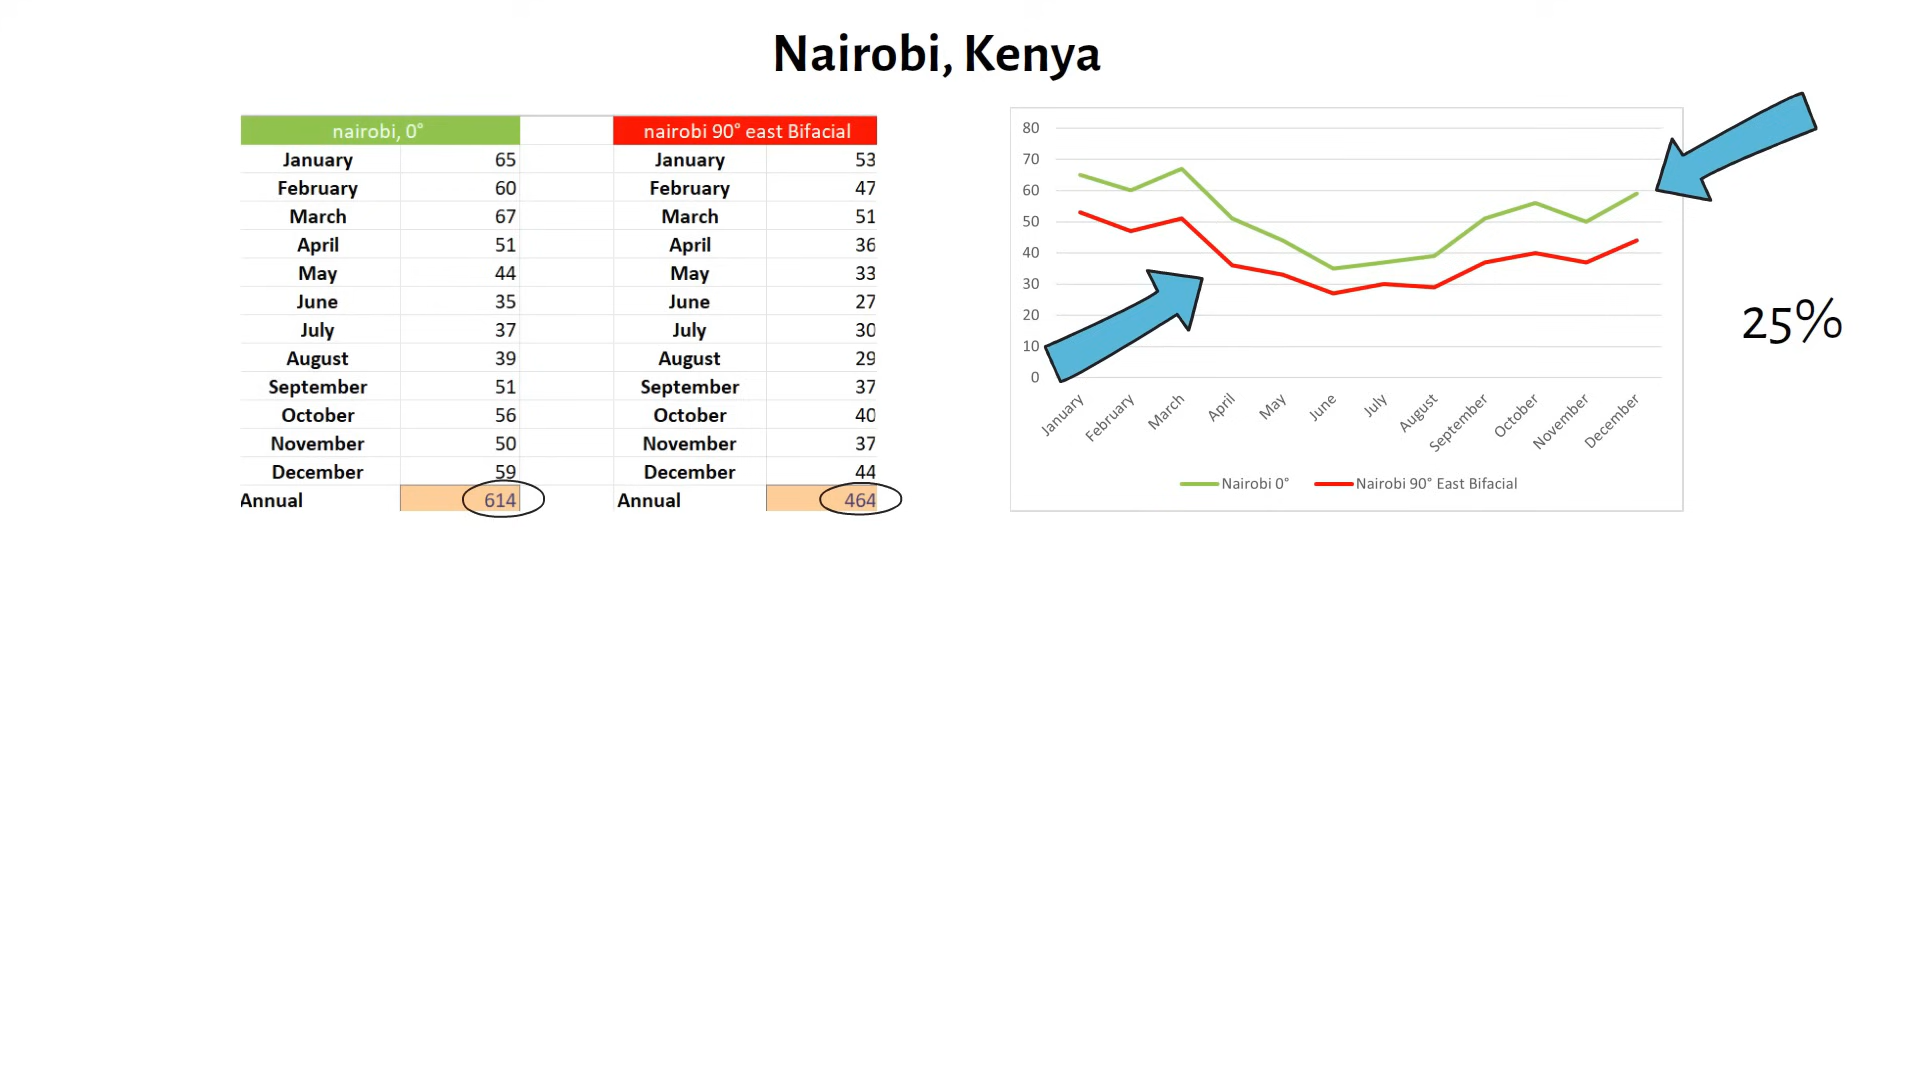 Nairobi, Kenya
nairobi, 0°
January 65
February 60
March 67
April 51
May 44
June 35
July 37
August 39
September 51
October 56
November 50
December 59
Annual 614
nairobi 90° east Bifacial
January 53
February 47
March 51
April 36
May 33
June 27
July 30
August 29
September 37
October 40
November 37
December 44
Annual 464
80
70
60
50
40
30
20
10
0
January February March April May June July August September October November December
Nairobi 0° Nairobi 90° East Bifacial
25%